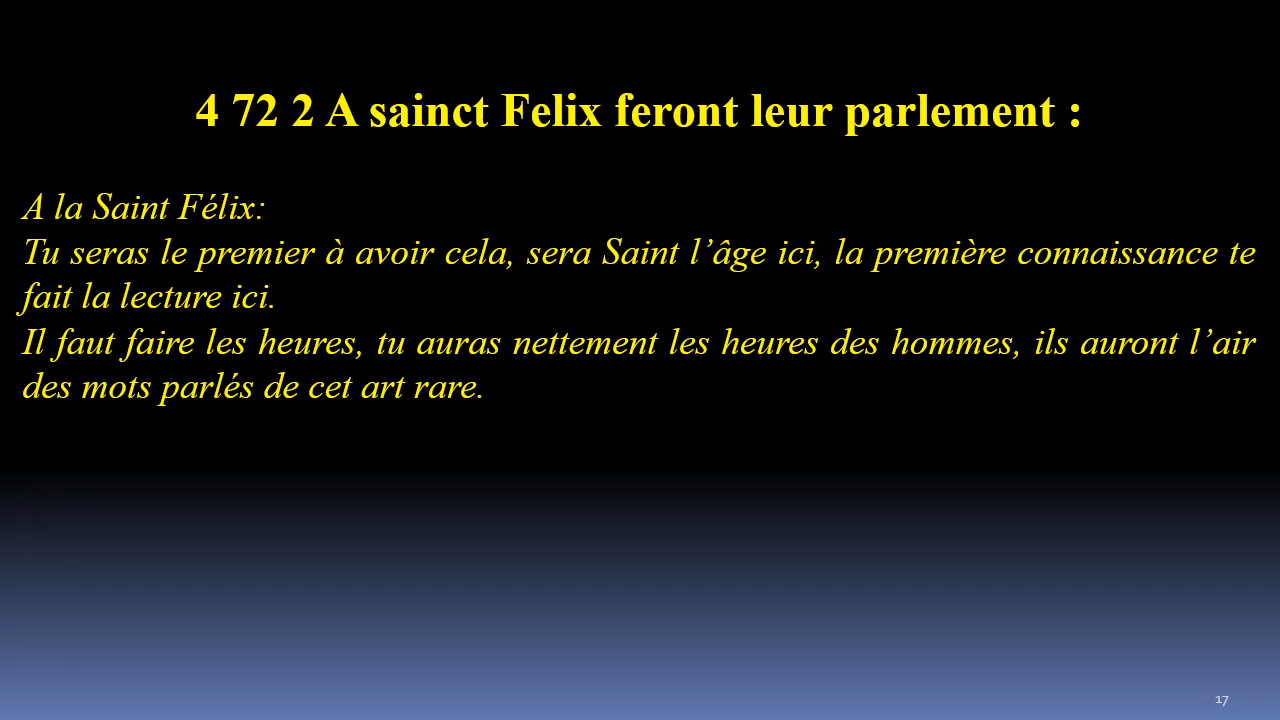 4 72 2 A sainct Felix feront leur parlement :
A la Saint Félix:
Tu seras le premier à avoir cela, sera Saint l’âge ici, la première connaissance te
fait la lecture ici.
Il faut faire les heures, tu auras nettement les heures des hommes, ils auront l’air
des mots parlés de cet art rare.
17